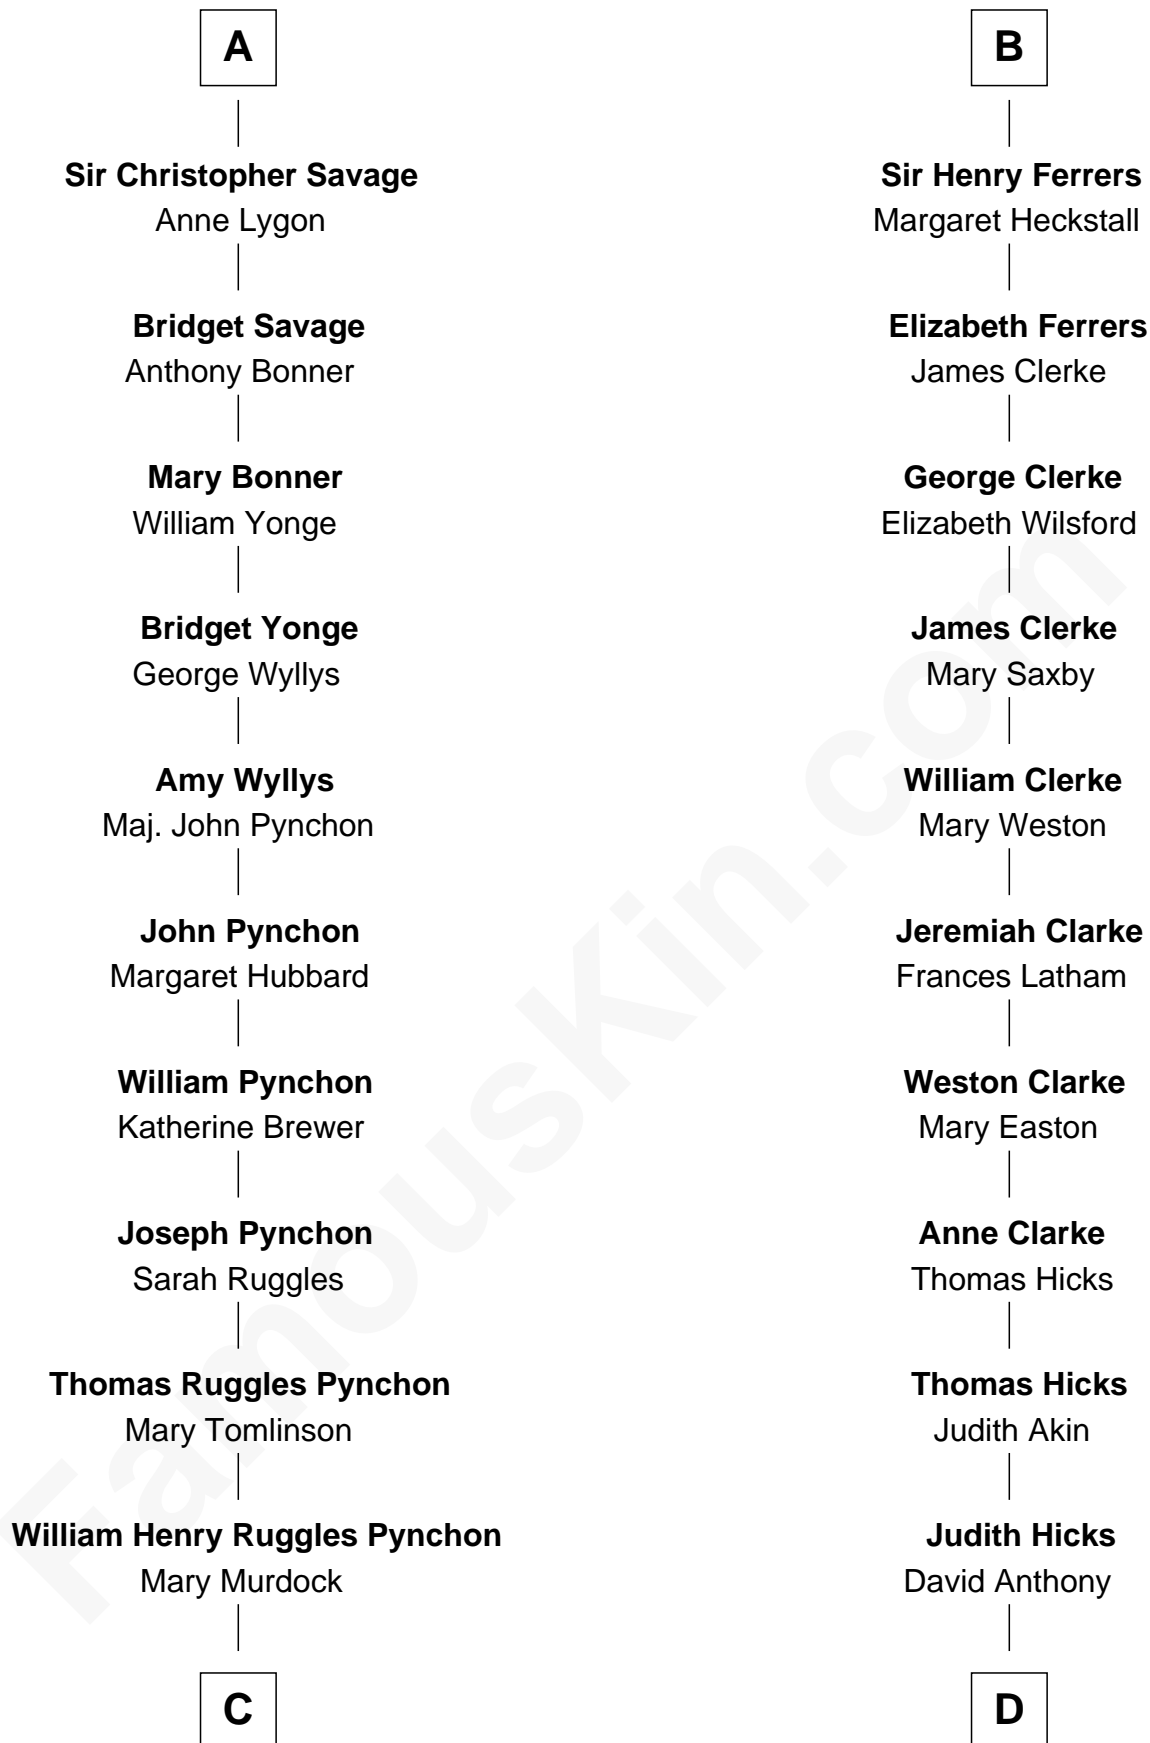 A
Sir Christopher Savage
Anne Lygon
Bridget Savage
Anthony Bonner
Mary Bonner
William Yonge
Bridget Yonge
George Wyllys
Amy Wyllys
Maj. John Pynchon
John Pynchon
Margaret Hubbard
William Pynchon
Katherine Brewer
Joseph Pynchon
Sarah Ruggles
Thomas Ruggles Pynchon
Mary Tomlinson
William Henry Ruggles Pynchon
Mary Murdock
C
B
Sir Henry Ferrers
Margaret Heckstall
Elizabeth Ferrers
James Clerke
George Clerke
Elizabeth Wilsford
James Clerke
Mary Saxby
William Clerke
Mary Weston
Jeremiah Clarke
Frances Latham
Weston Clarke
Mary Easton
Anne Clarke
Thomas Hicks
Thomas Hicks
Judith Akin
Judith Hicks
David Anthony
D
FamousKin.com